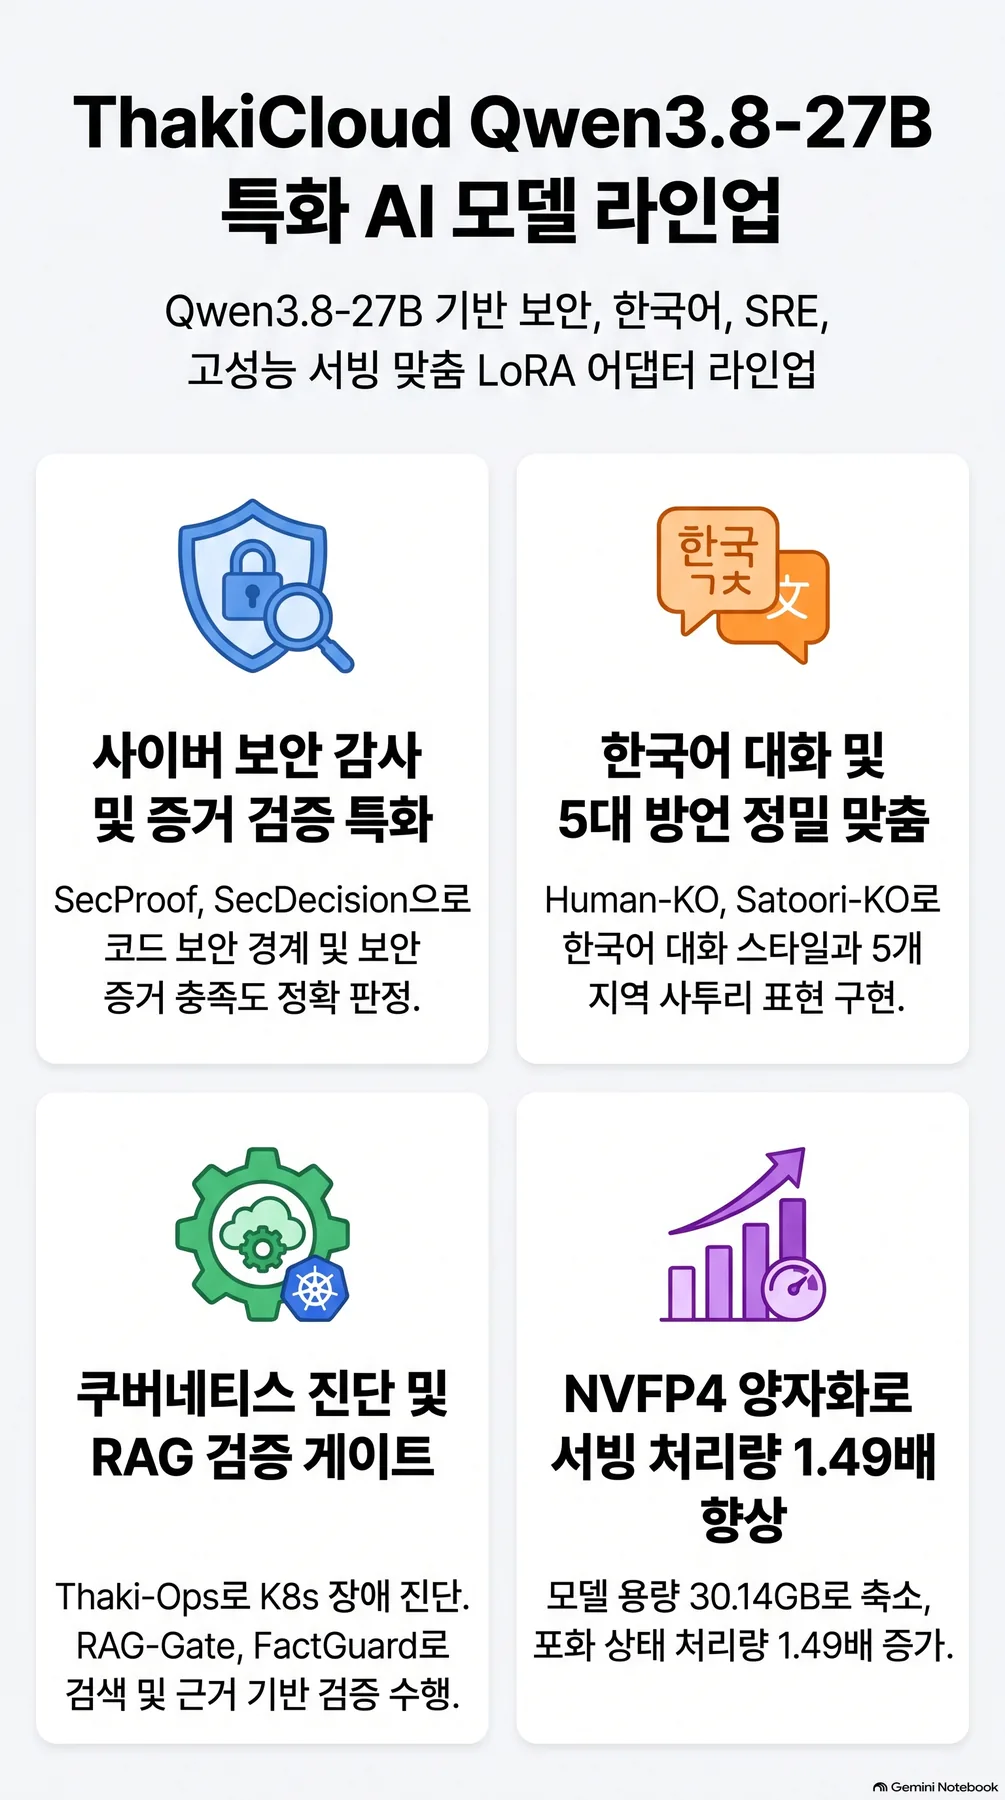 ThakiCloud Qwen3.8-27B
특화 AI 모델 라인업
Qwen3.8-27B 기반 보안, 한국어, SRE,
고성능 서빙 맞춤 LoRA 어댑터 라인업
한국
ㄱㅊ
文
사이버 보안 감사
및 증거 검증 특화
SecProof, SecDecision으로
코드 보안 경계 및 보안
증거 충족도 정확 판정.
한국어 대화 및
5대 방언 정밀 맞춤
Human-KO, Satoori-KO로
한국어 대화 스타일과 5개
지역 사투리 표현 구현.
쿠버네티스 진단 및
RAG 검증 게이트
Thaki-Ops로 K8s 장애 진단.
RAG-Gate, FactGuard로
검색 및 근거 기반 검증 수행.
NVFP4 양자화로
서빙 처리량 1.49배
향상
모델 용량 30.14GB로 축소,
포화 상태 처리량 1.49배 증가.
Gemini Notebook